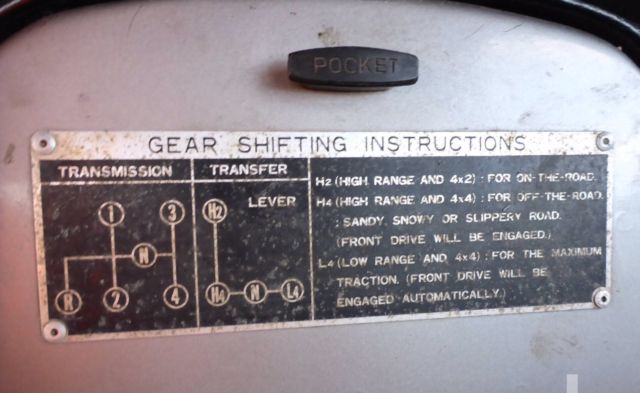 POCKET
GEAR SHIFTING INSTRUCTIONS
TRANSMISSION
1 3
N
R 2 4
TRANSFER
LEVER
H2
H4 N L4
H2 (HIGH RANGE AND 4x2) : FOR ON-THE-ROAD.
H4 (HIGH RANGE AND 4x4) : FOR OFF-THE-ROAD,
SANDY, SNOWY OR SLIPPERY ROAD.
(FRONT DRIVE WILL BE ENGAGED.)
L4 (LOW RANGE AND 4x4) : FOR THE MAXIMUM
TRACTION. (FRONT DRIVE WILL BE
ENGAGED AUTOMATICALLY.)